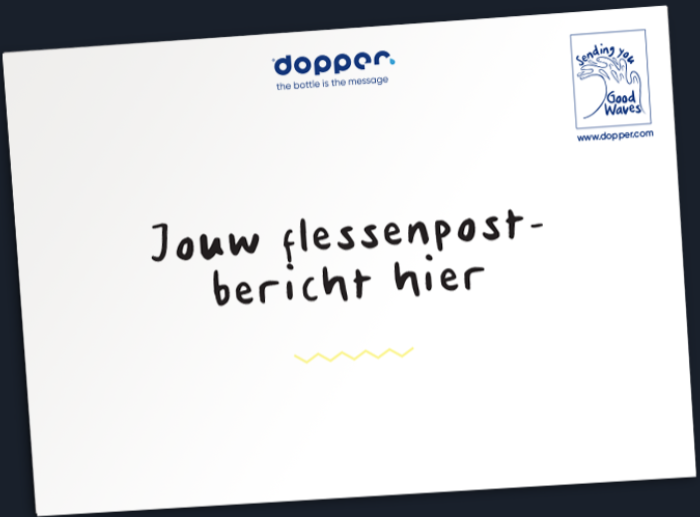 dopper.
the bottle is the message
Sending you
Good
Waves
www.dopper.com
Jouw flessenpost-
bericht hier